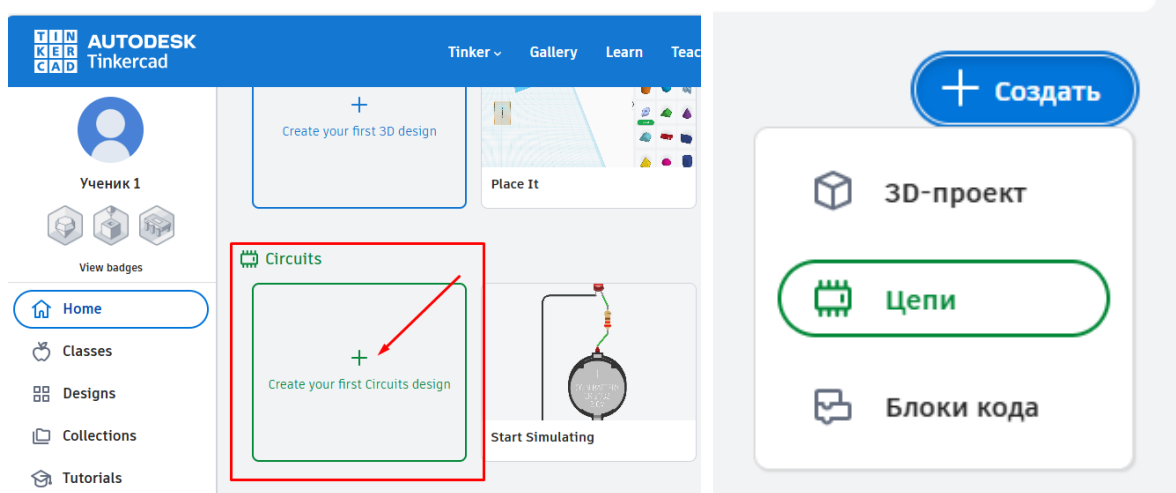 TIN
KER
CAD
AUTODESK
Tinkercad
Tinker
Gallery
Learn
Teac
Ученик 1
View badges
Home
Classes
Designs
Collections
Tutorials
Create your first 3D design
Place It
Circuits
Create your first Circuits design
Start Simulating
Создать
3D-проект
Цепи
Блоки кода